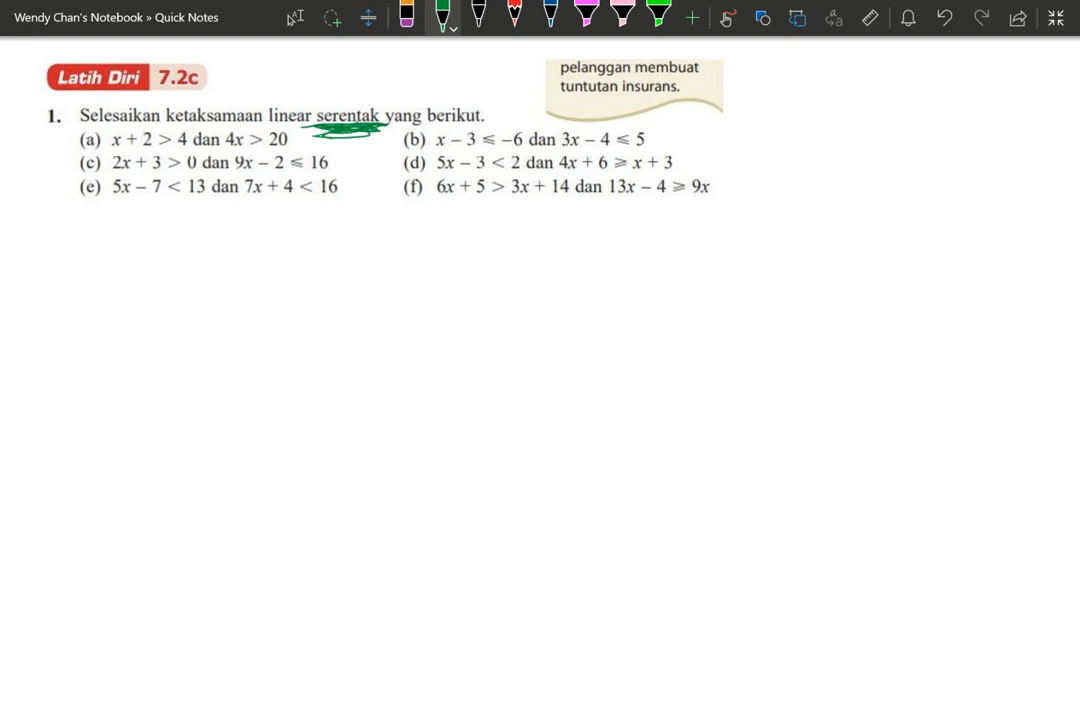 Wendy Chan's Notebook » Quick Notes
Latih Diri 7.2c
pelanggan membuat
tuntutan insurans.
1. Selesaikan ketaksamaan linear serentak yang berikut.
(a) x + 2 > 4 dan 4x > 20 (b) x – 3 ⩽ –6 dan 3x – 4 ⩽ 5
(c) 2x + 3 > 0 dan 9x – 2 ⩽ 16 (d) 5x – 3 < 2 dan 4x + 6 ⩾ x + 3
(e) 5x – 7 < 13 dan 7x + 4 < 16 (f) 6x + 5 > 3x + 14 dan 13x – 4 ⩾ 9x